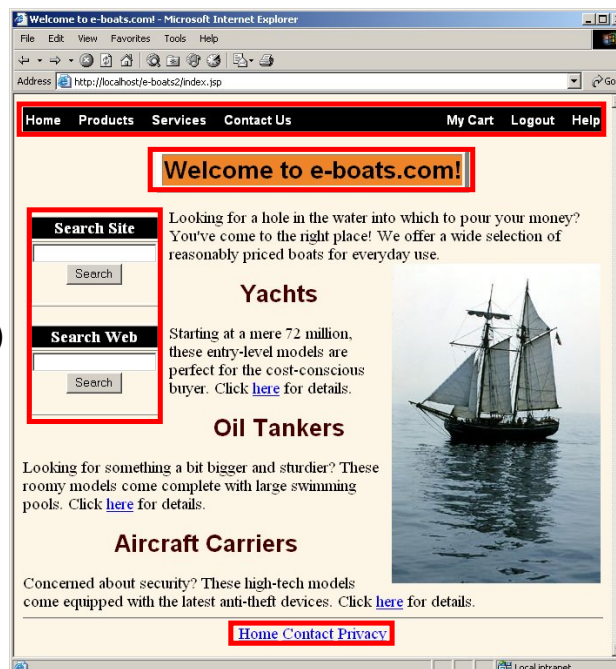 Welcome to e-boats.com! - Microsoft Internet Explorer
File Edit View Favorites Tools Help
Address http://localhost/e-boats2/index.jsp Go
Home Products Services Contact Us My Cart Logout Help
Welcome to e-boats.com!
Search Site
Search
Search Web
Search
Looking for a hole in the water into which to pour your money?
You've come to the right place! We offer a wide selection of
reasonably priced boats for everyday use.
Yachts
Starting at a mere 72 million,
these entry-level models are
perfect for the cost-conscious
buyer. Click here for details.
Oil Tankers
Looking for something a bit bigger and sturdier? These
roomy models come complete with large swimming
pools. Click here for details.
Aircraft Carriers
Concerned about security? These high-tech models
come equipped with the latest anti-theft devices. Click here for details.
Home Contact Privacy
Local intranet